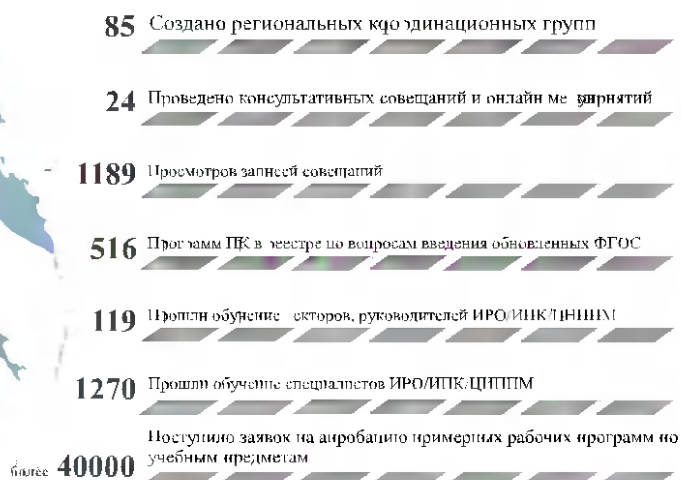 85 Создано региональных координационных групп
24 Проведено консультативных совещаний и онлайн мероприятий
1189 Просмотров записей совещаний
516 Программ ПК в реестре по вопросам введения обновленных ФГОС
119 Прошли обучение ректоров, руководителей ИРО/ИПК/ЦНППМ
1270 Прошли обучение специалистов ИРО/ИПК/ЦНППМ
Поступило заявок на апробацию примерных рабочих программ по
более 40000 учебным предметам